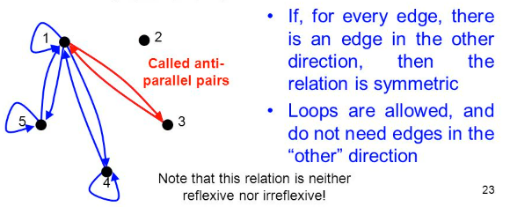 1
2
Called anti-
parallel pairs
5
3
4
Note that this relation is neither
reflexive nor irreflexive!
• If, for every edge, there
is an edge in the other
direction, then the
relation is symmetric
• Loops are allowed, and
do not need edges in the
“other” direction
23